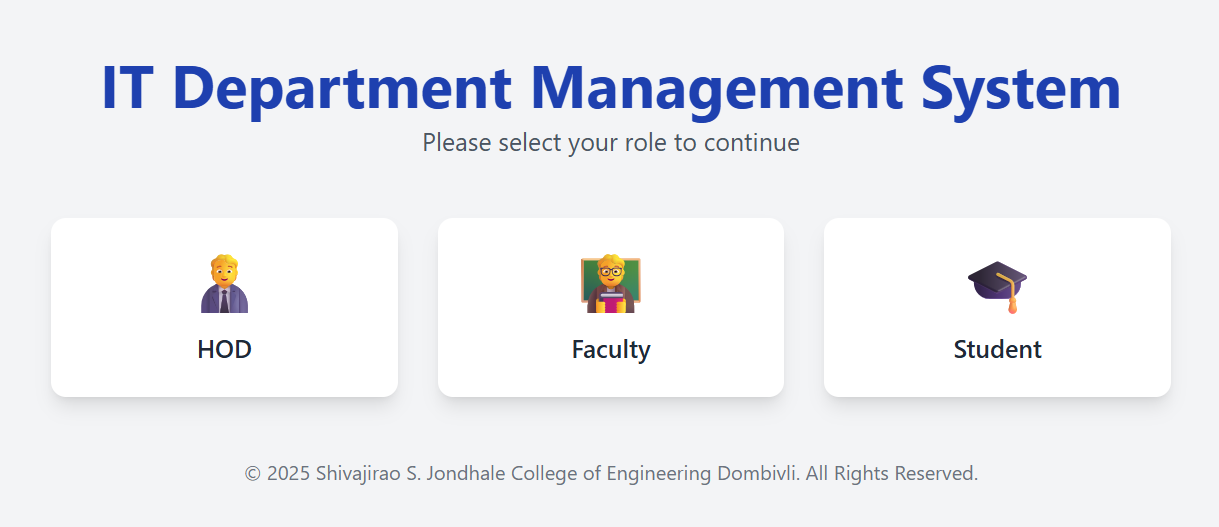 IT Department Management System
Please select your role to continue
HOD
Faculty
Student
© 2025 Shivajirao S. Jondhale College of Engineering Dombivli. All Rights Reserved.